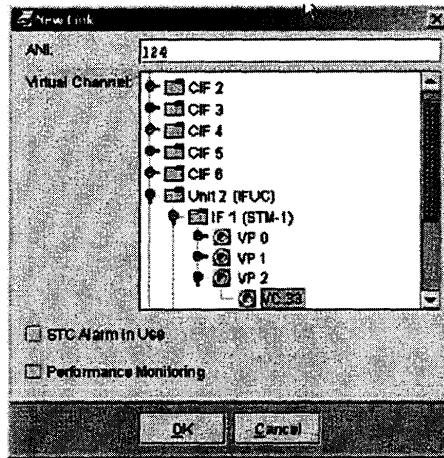 New Link
ANI:
124
Virtual Channel:
CIF 2
CIF 3
CIF 4
CIF 5
CIF 6
Unit 2 (IFUC)
IF 1 (STM-1)
VP 0
VP 1
VP 2
VC 33
STC Alarm in Use
Performance Monitoring
OK
Cancel